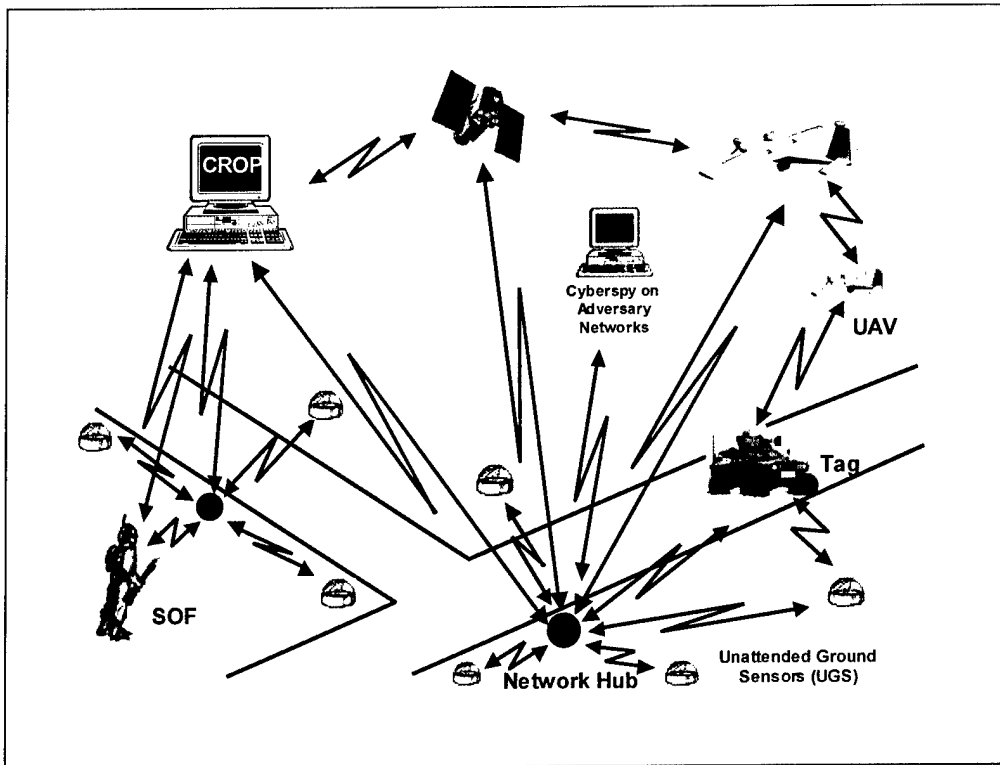 CROP
Cyberspy on
Adversary
Networks
UAV
Tag
SOF
Unattended Ground
Sensors (UGS)
Network Hub